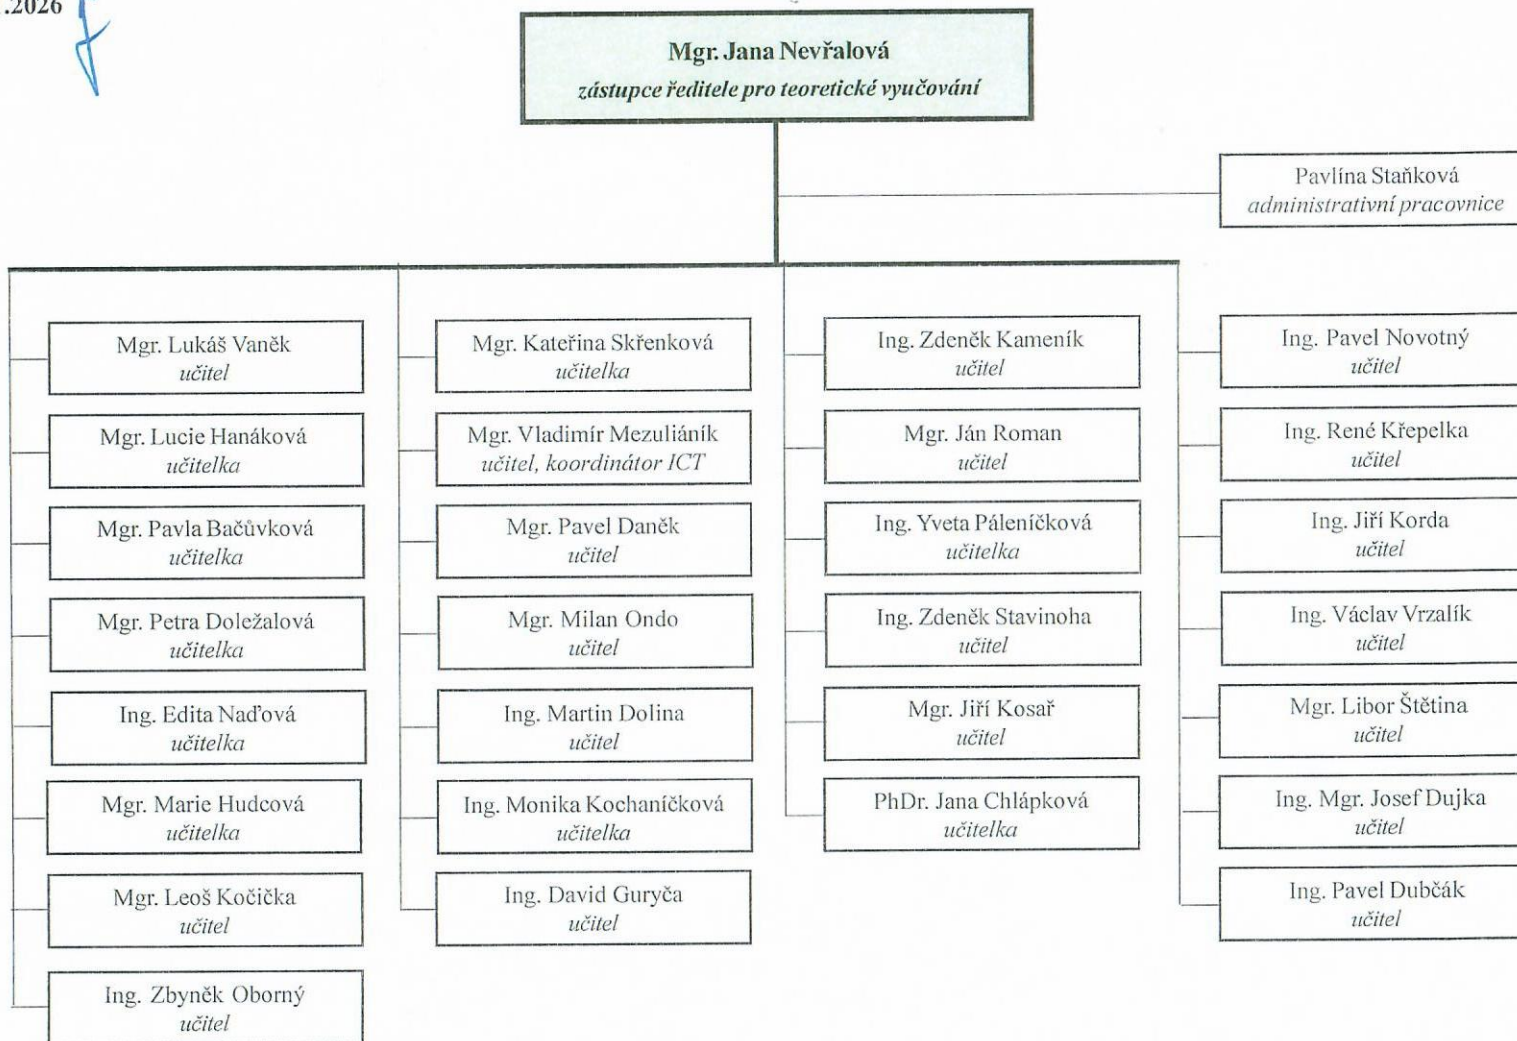 .2026
Mgr. Jana Nevřalová
zástupce ředitele pro teoretické vyučování
Pavlína Staňková
administrativní pracovnice
Mgr. Lukáš Vaněk
učitel
Mgr. Lucie Hanáková
učitelka
Mgr. Pavla Bačůvková
učitelka
Mgr. Petra Doležalová
učitelka
Ing. Edita Naďová
učitelka
Mgr. Marie Hudcová
učitelka
Mgr. Leoš Kočička
učitel
Ing. Zbyněk Oborný
učitel
Mgr. Kateřina Skřenková
učitelka
Mgr. Vladimír Mezuliáník
učitel, koordinátor ICT
Mgr. Pavel Daněk
učitel
Mgr. Milan Ondo
učitel
Ing. Martin Dolina
učitel
Ing. Monika Kochaníčková
učitelka
Ing. David Guryča
učitel
Ing. Zdeněk Kameník
učitel
Mgr. Ján Roman
učitel
Ing. Yveta Páleníčková
učitelka
Ing. Zdeněk Stavinoha
učitel
Mgr. Jiří Kosař
učitel
PhDr. Jana Chlápková
učitelka
Ing. Pavel Novotný
učitel
Ing. René Křepelka
učitel
Ing. Jiří Korda
učitel
Ing. Václav Vrzalík
učitel
Mgr. Libor Štětina
učitel
Ing. Mgr. Josef Dujka
učitel
Ing. Pavel Dubčák
učitel